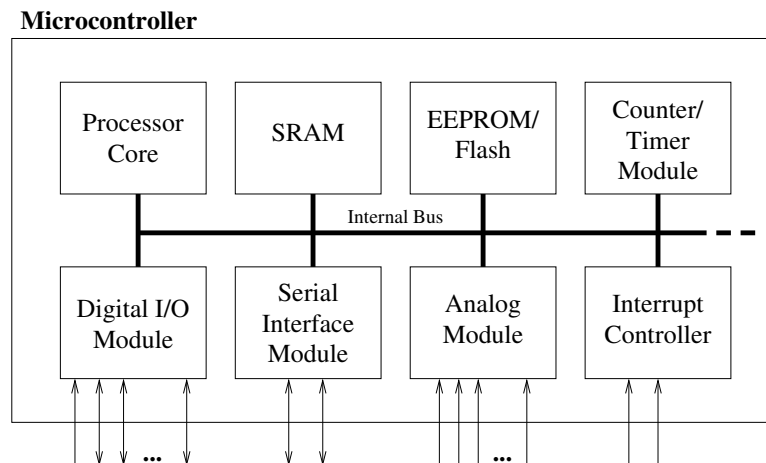 Microcontroller
Processor
Core
SRAM
EEPROM/
Flash
Counter/
Timer
Module
Internal Bus
Digital I/O
Module
Serial
Interface
Module
Analog
Module
Interrupt
Controller
...
...